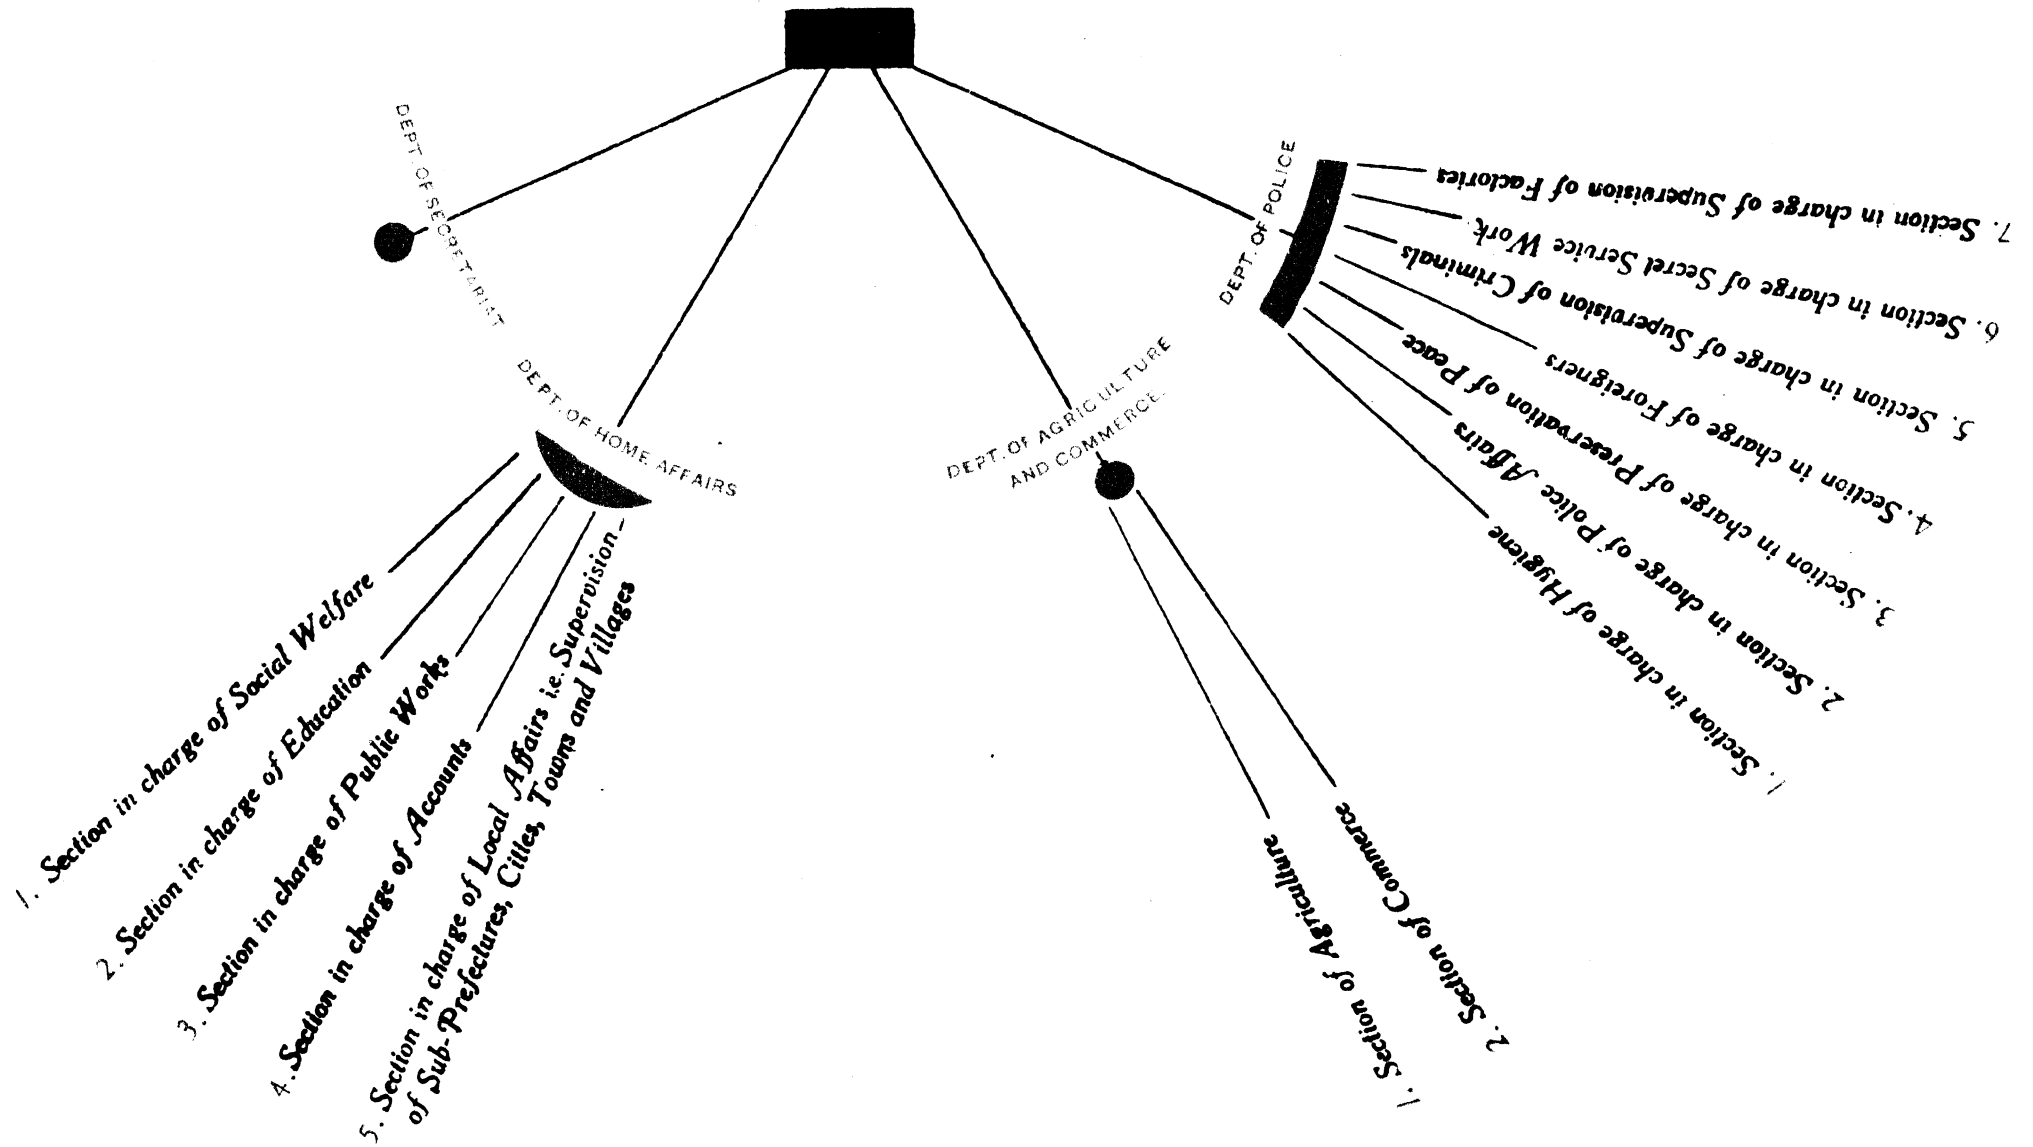 DEPT. OF SECRETARIAT
DEPT. OF HOME AFFAIRS
1. Section in charge of Social Welfare
2. Section in charge of Education
3. Section in charge of Public Works
4. Section in charge of Accounts
5. Section in charge of Local Affairs i.e. Supervision
of Sub-Prefectures, Cities, Towns and Villages
DEPT. OF AGRICULTURE
AND COMMERCE.
1. Section of Agriculture
2. Section of Commerce
DEPT. OF POLICE
1. Section in charge of Hygiene
2. Section in charge of Police Affairs
3. Section in charge of Preservation of Peace
4. Section in charge of Foreigners
5. Section in charge of Supervision of Criminals
6. Section in charge of Secret Service Work
7. Section in charge of Supervision of Factories